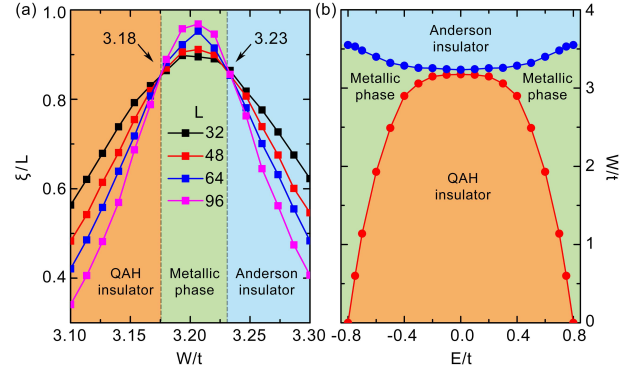 (a)
1.0
0.8
0.6
0.4
ξ/L
3.18
3.23
L
32
48
64
96
QAH
insulator
Metallic
phase
Anderson
insulator
3.10
3.15
3.20
3.25
3.30
W/t
(b)
Anderson
insulator
Metallic
phase
Metallic
phase
QAH
insulator
4
3
2
1
0
W/t
-0.8
-0.4
0.0
0.4
0.8
E/t